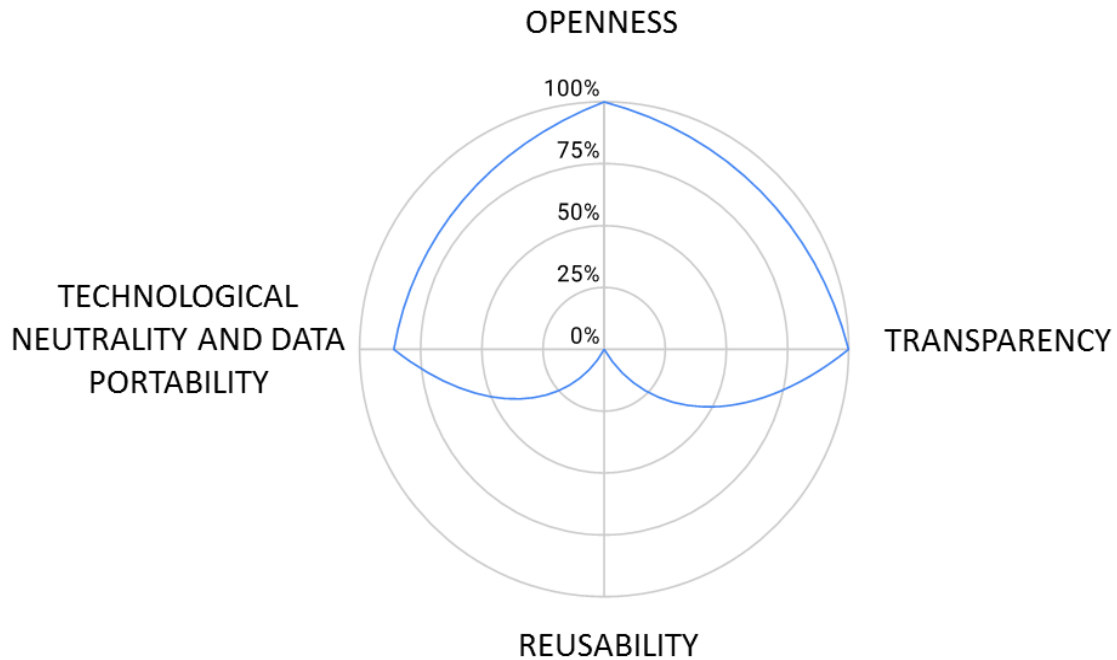 OPENNESS
100%
75%
50%
25%
0%
TECHNOLOGICAL
NEUTRALITY AND DATA
PORTABILITY
TRANSPARENCY
REUSABILITY